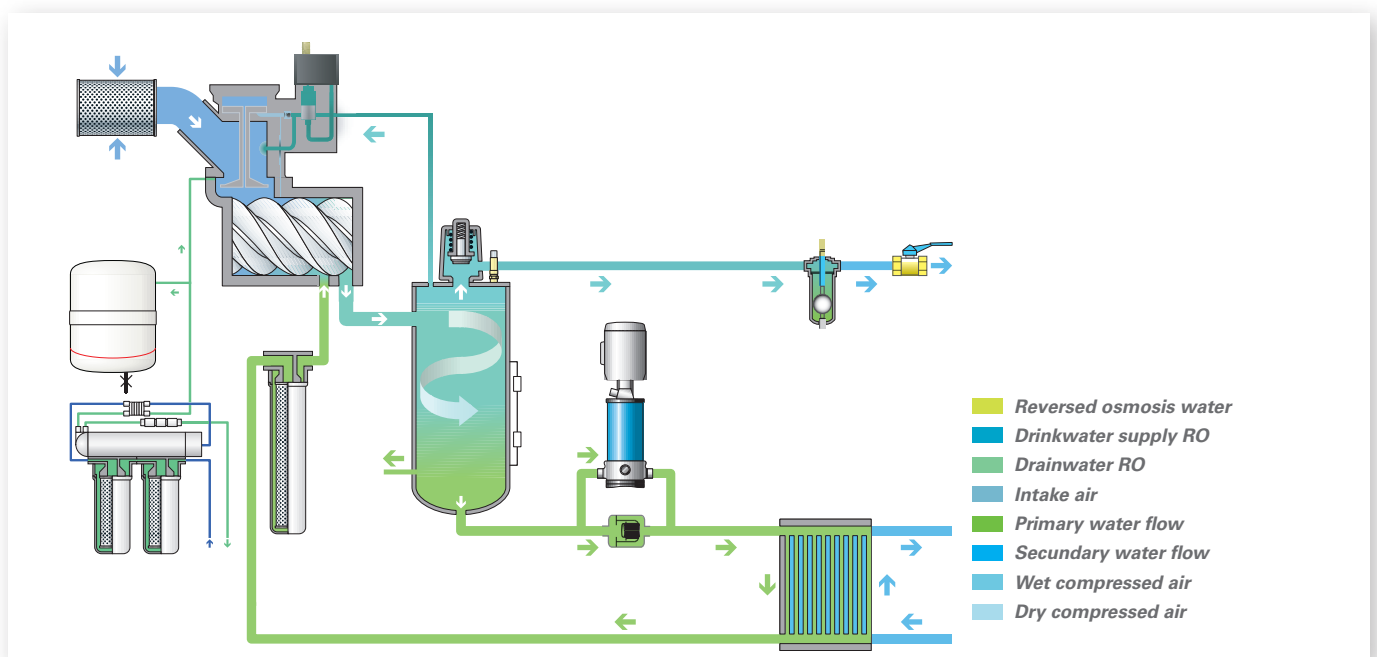 Reversed osmosis water
Drinkwater supply RO
Drainwater RO
Intake air
Primary water flow
Secundary water flow
Wet compressed air
Dry compressed air